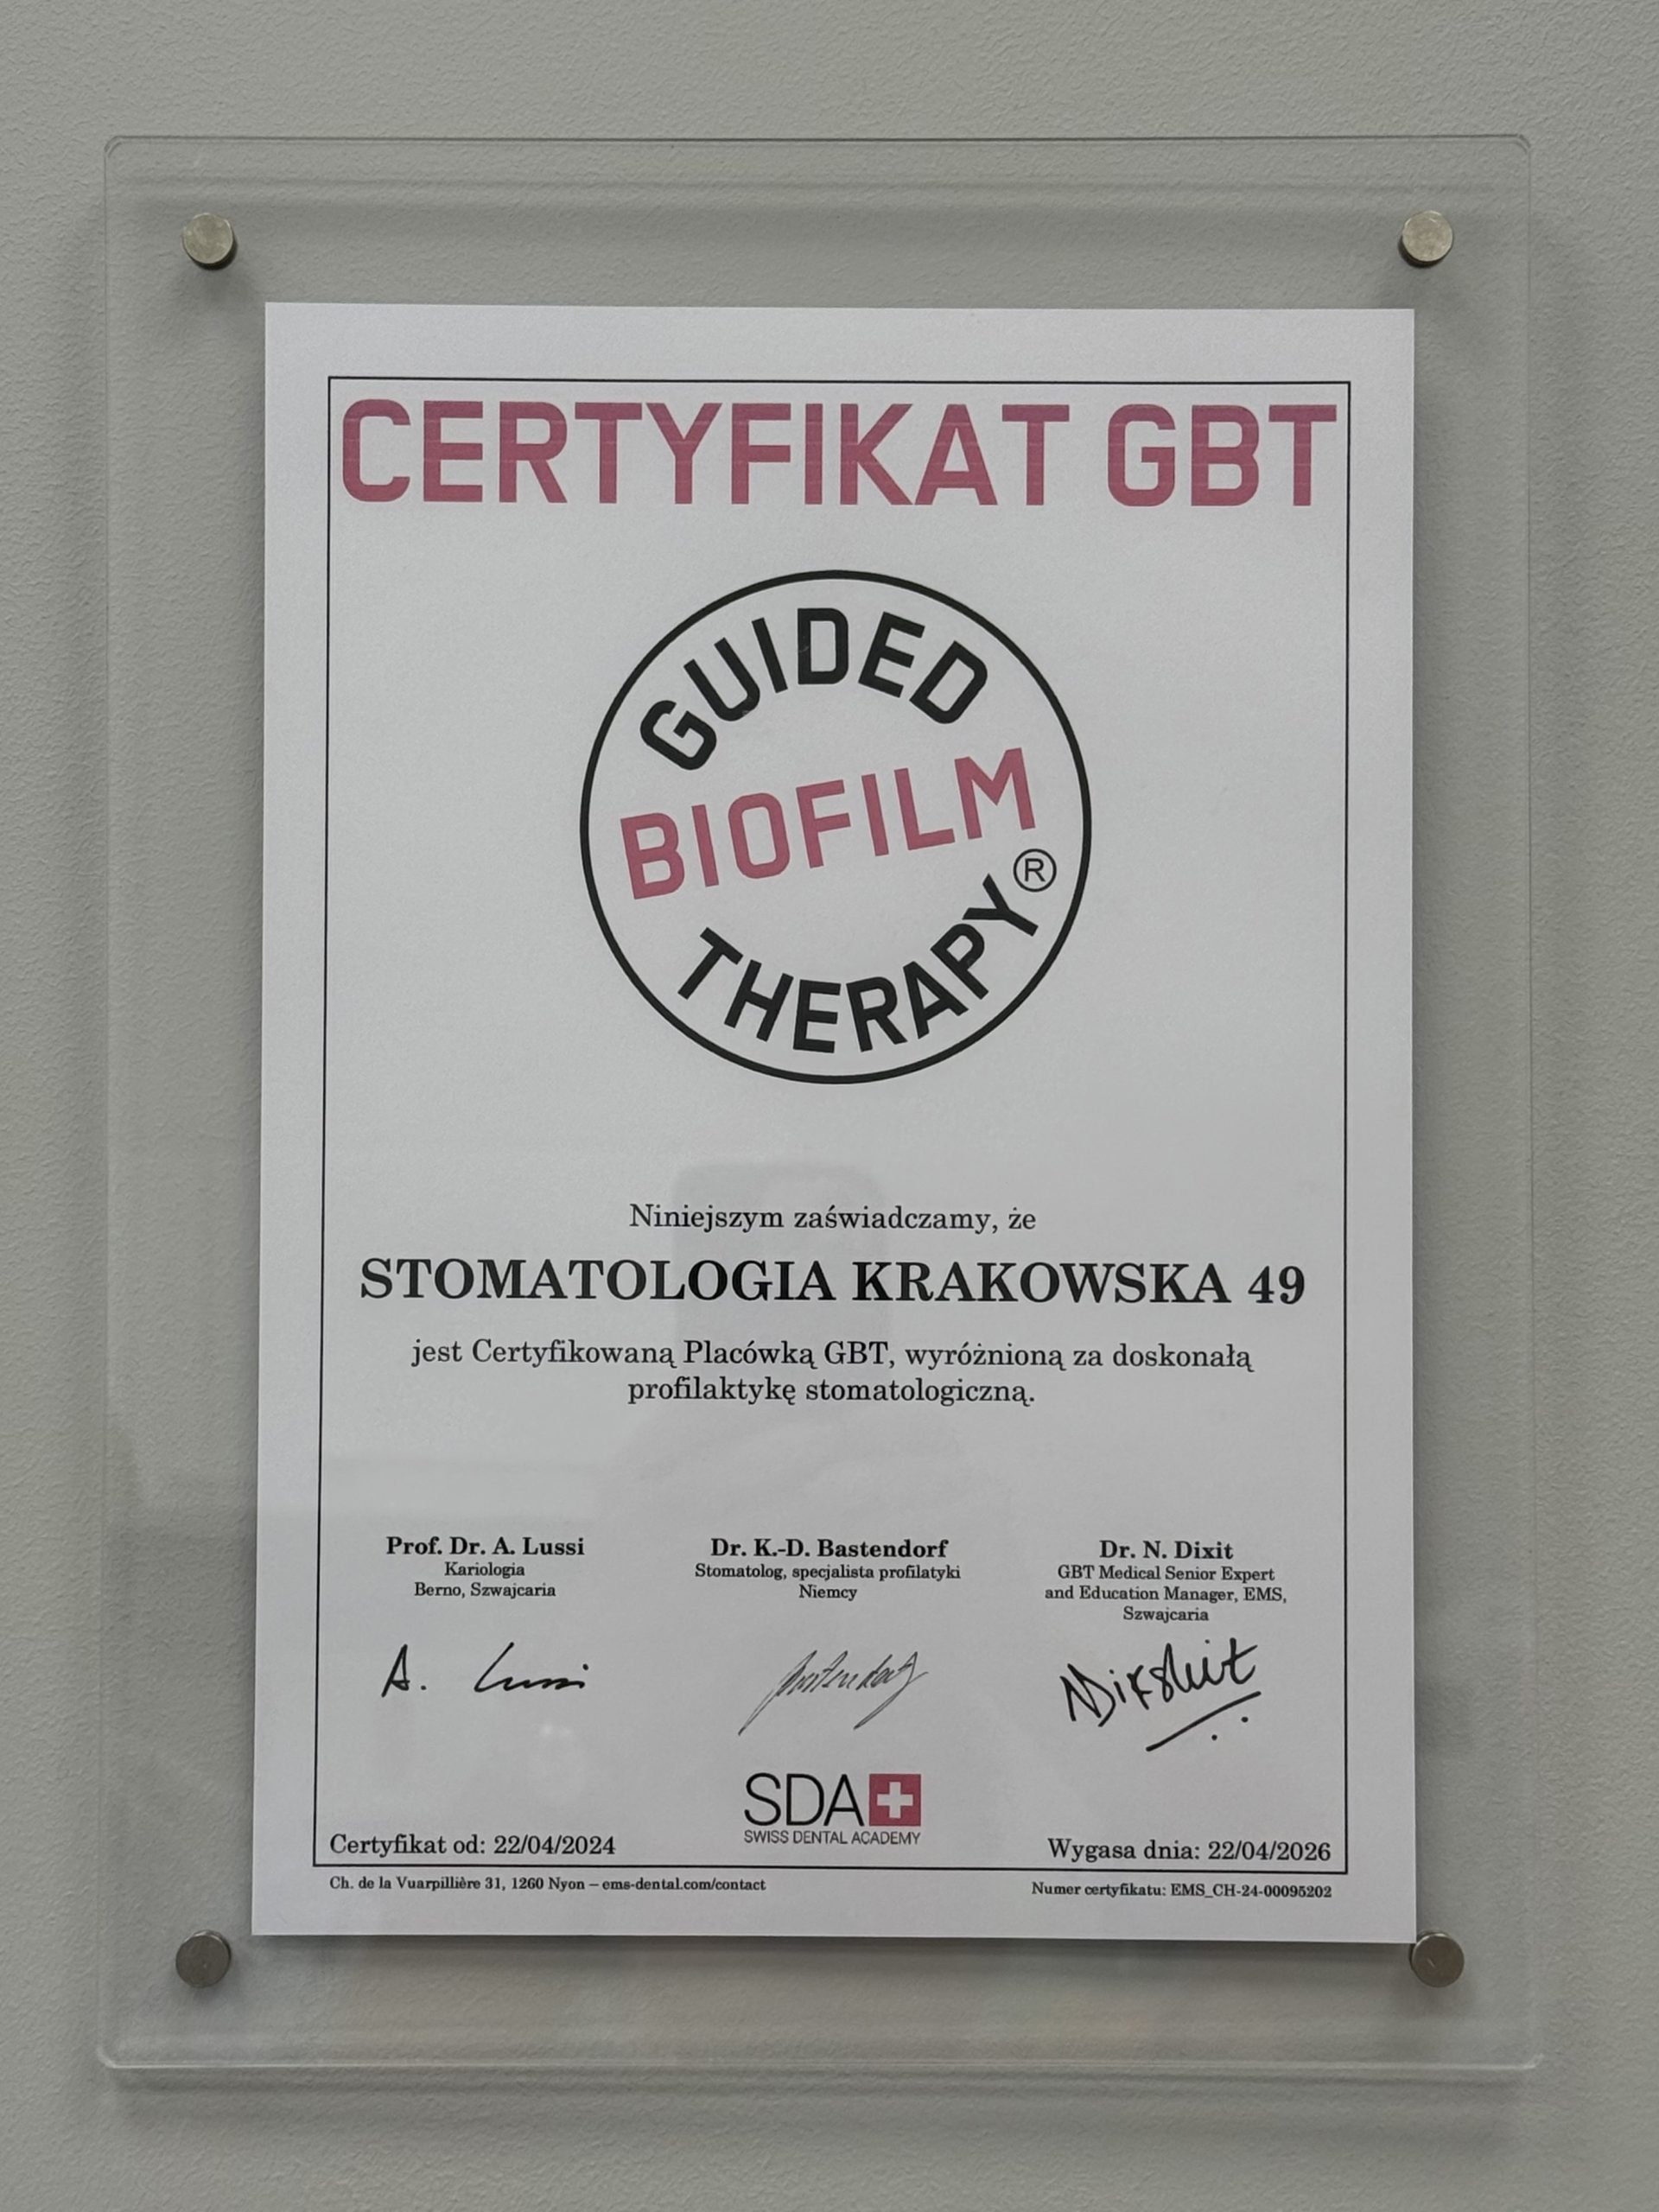 CERTYFIKAT GBT
GUIDED
BIOFILM
THERAPY®
Niniejszym zaświadczamy, że
STOMATOLOGIA KRAKOWSKA 49
jest Certyfikowaną Placówką GBT, wyróżnioną za doskonałą
profilaktykę stomatologiczną.
Prof. Dr. A. Lussi
Kariologia
Berno, Szwajcaria
A. Lussi
Dr. K.-D. Bastendorf
Stomatolog, specjalista profilatyki
Niemcy
Bastendorf
Dr. N. Dixit
GBT Medical Senior Expert
and Education Manager, EMS,
Szwajcaria
SDA
SWISS DENTAL ACADEMY
Certyfikat od: 22/04/2024
Wygasa dnia: 22/04/2026
Ch. de la Vuarpillière 31, 1260 Nyon – ems-dental.com/contact
Numer certyfikatu: EMS_CH-24-00095202